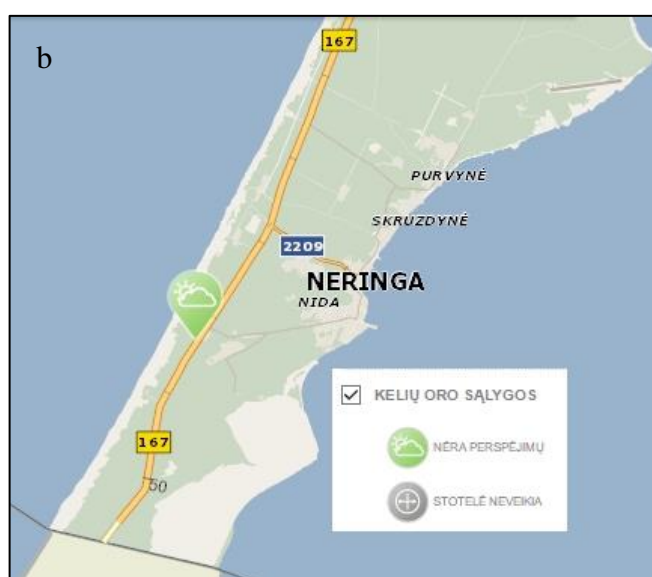 b
167
PURVYNĖ
SKRUZDYNĖ
2209
NERINGA
NIDA
KELIŲ ORO SĄLYGOS
NĖRA PERSPĖJIMŲ
167
50
STOTELĖ NEVEIKIA